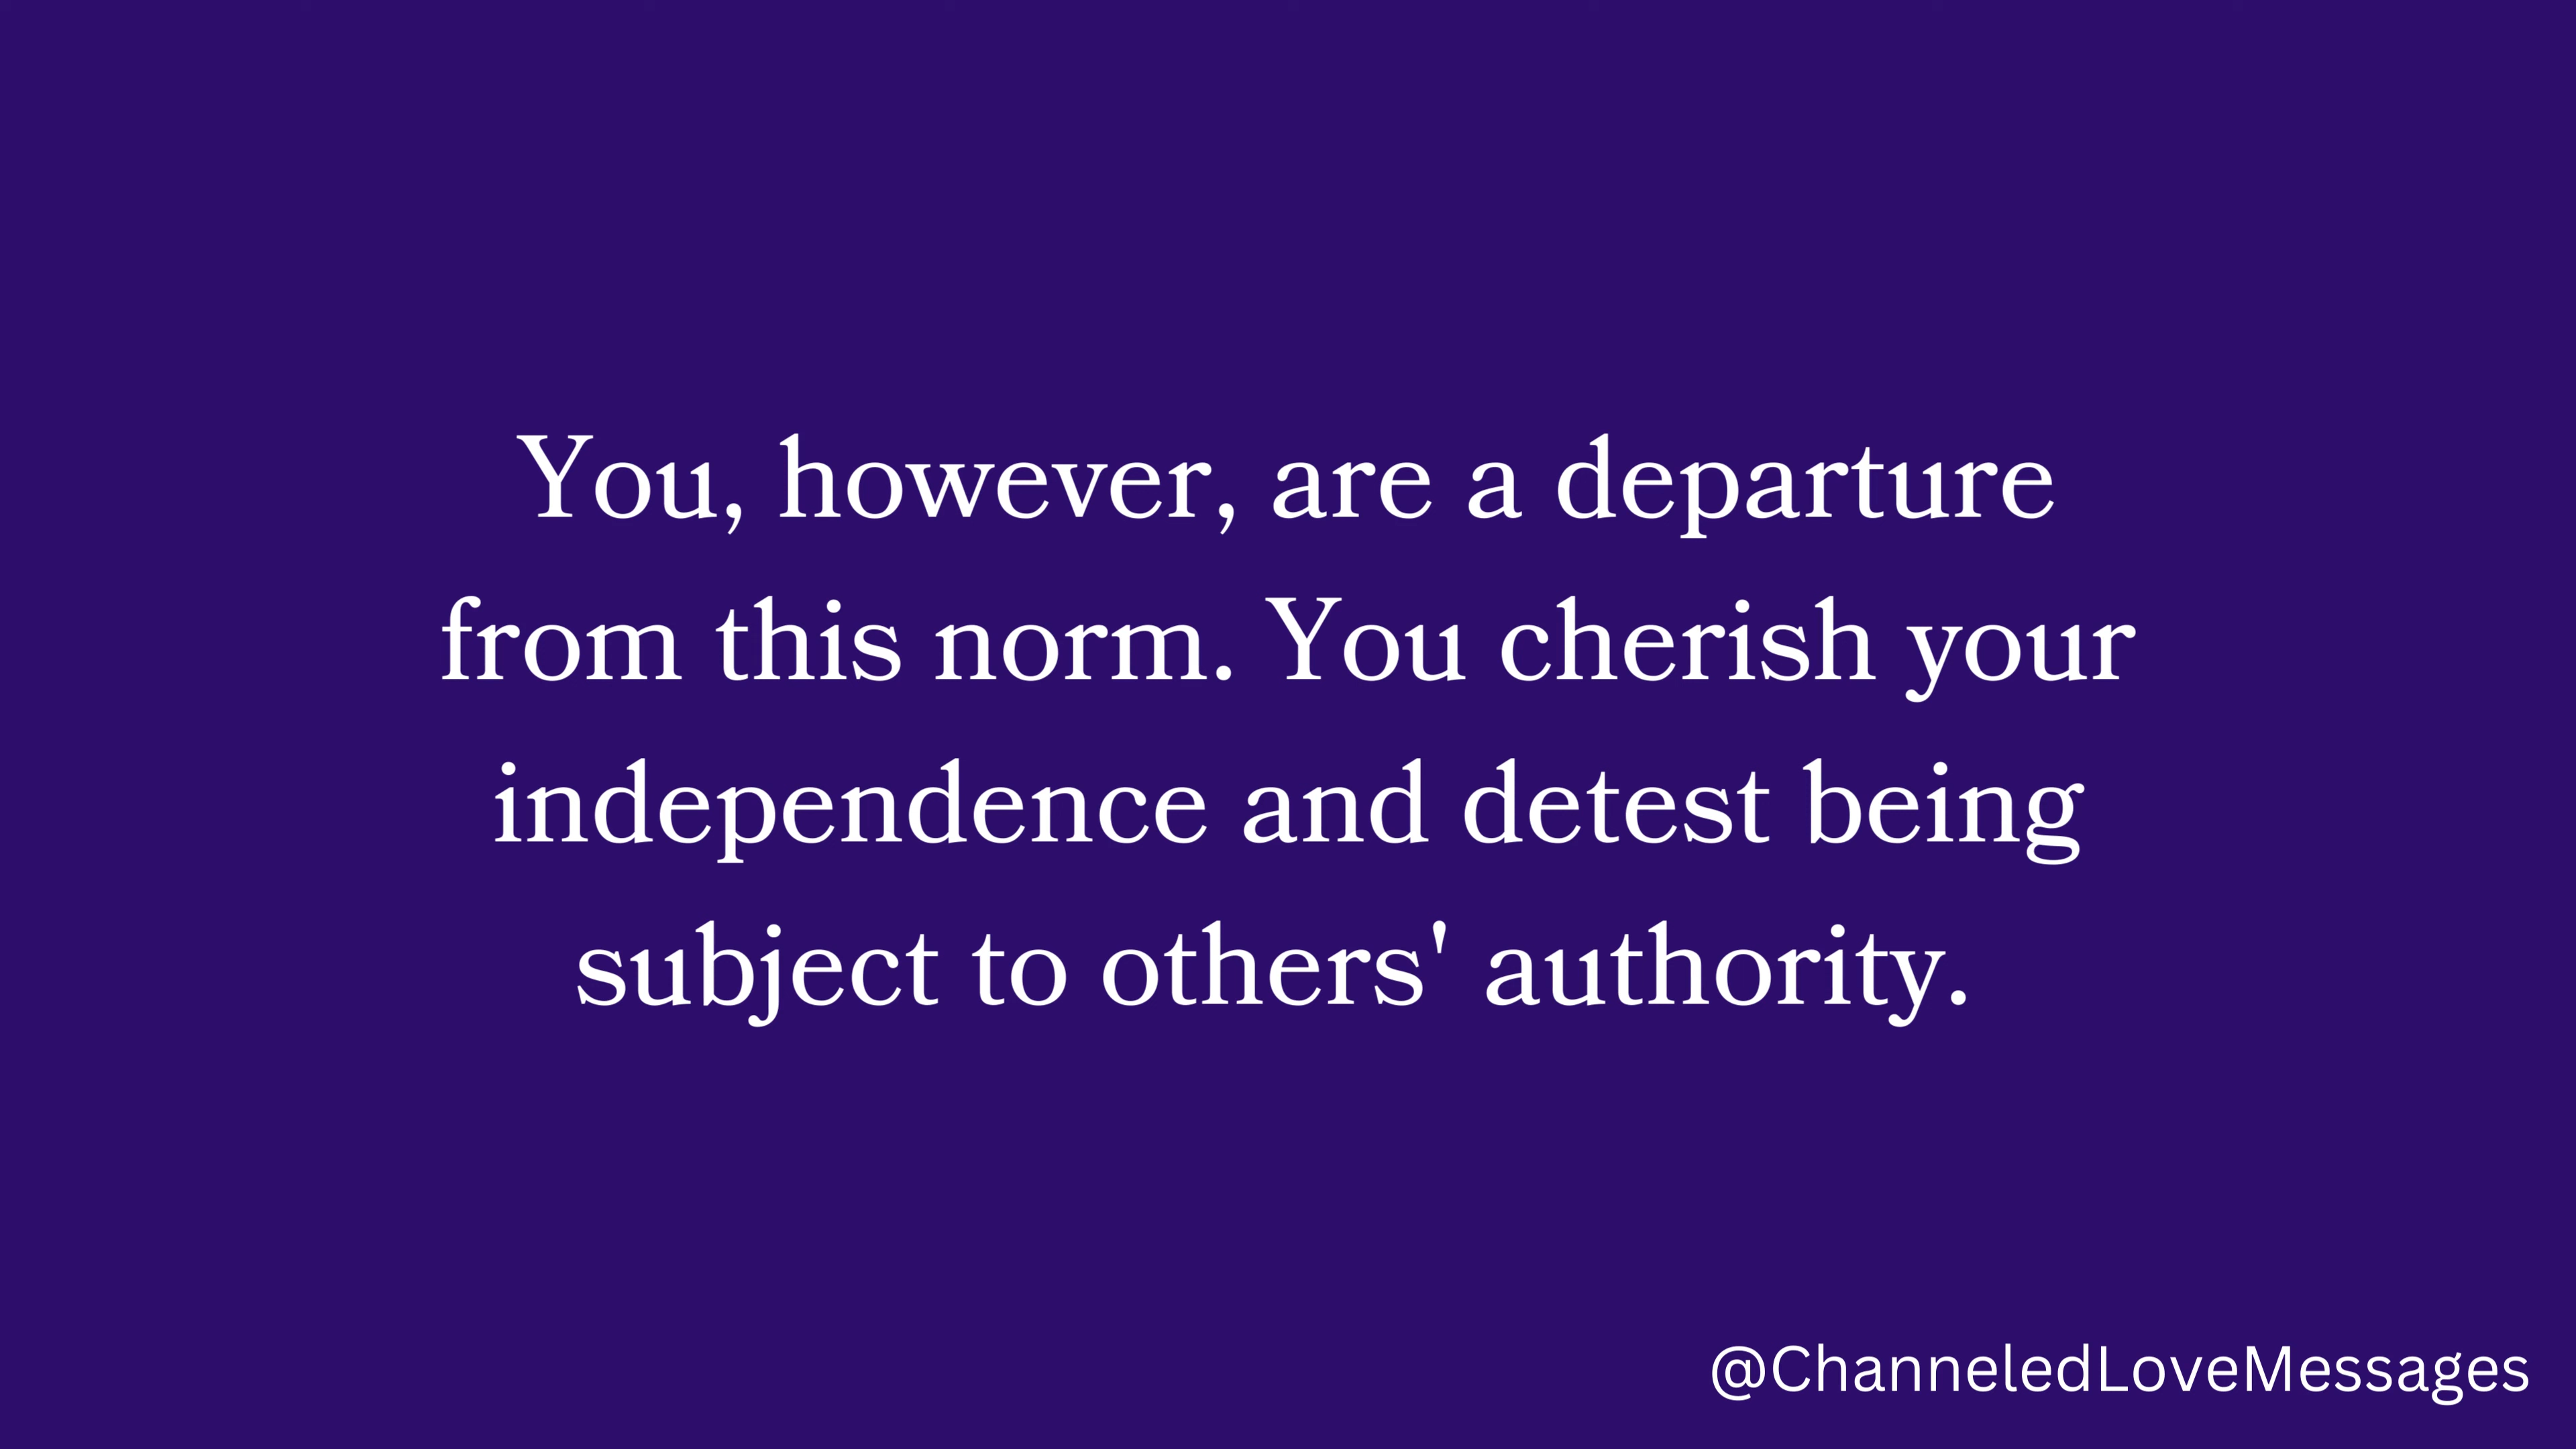 You, however, are a departure
from this norm. You cherish your
independence and detest being
subject to others' authority.
@ChanneledLoveMessages